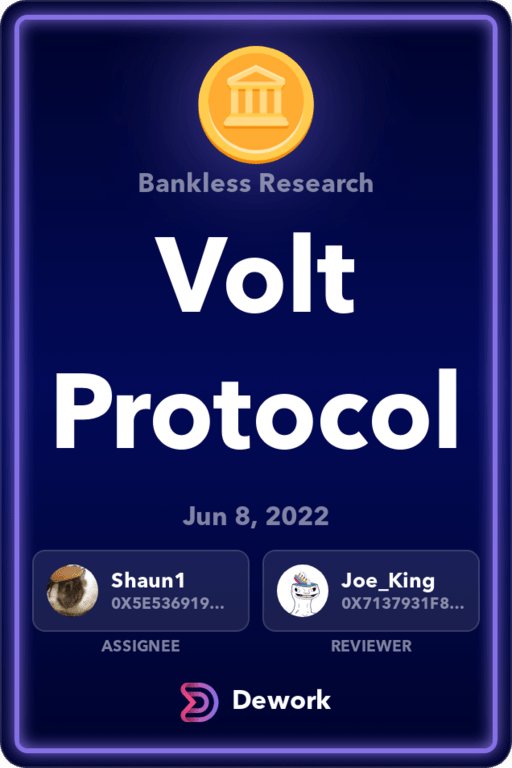 Bankless Research
Volt
Protocol
Jun 8, 2022
Shaun1
0X5E536919...
ASSIGNEE
Joe_King
0X7137931F8...
REVIEWER
Dework